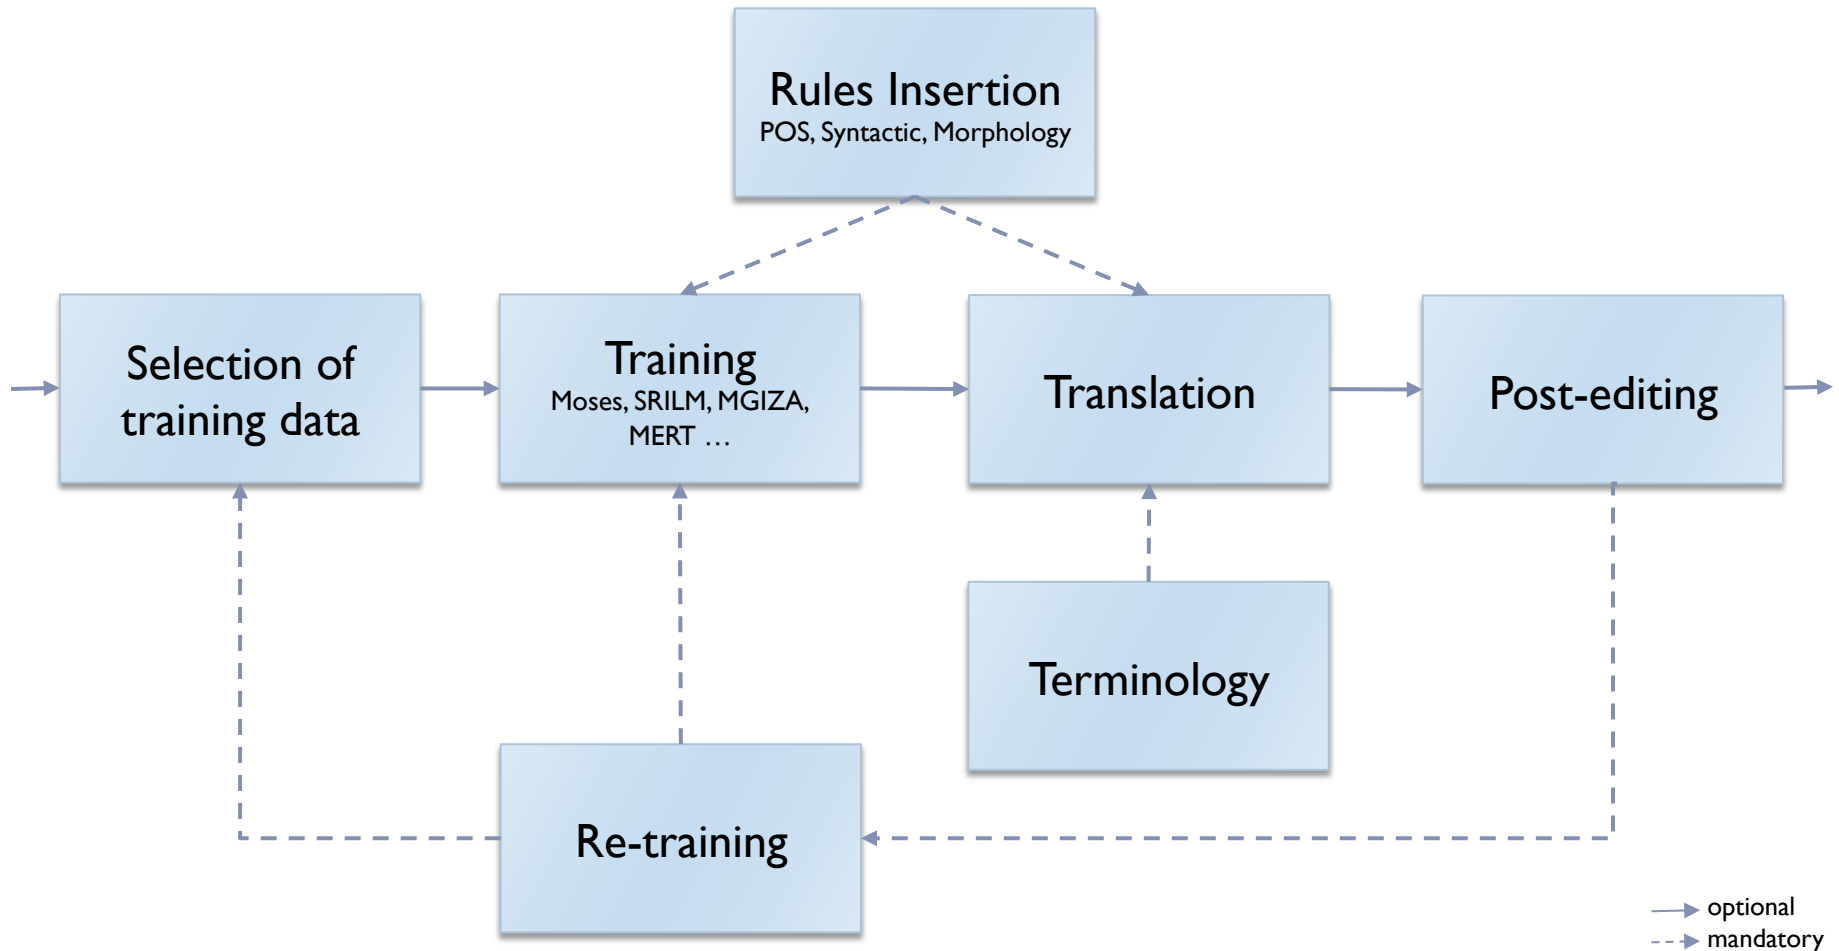 Rules Insertion
POS, Syntactic, Morphology
Selection of
training data
Training
Moses, SRILM, MGIZA,
MERT …
Translation
Post-editing
Terminology
Re-training
optional
mandatory